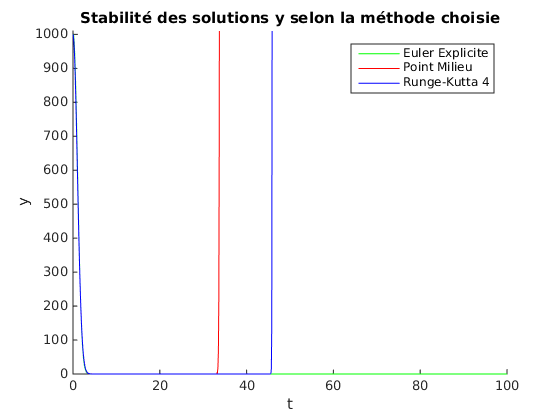 Stabilité des solutions y selon la méthode choisie
1000
900
800
700
600
500
400
300
200
100
0
y
Euler Explicite
Point Milieu
Runge-Kutta 4
0 20 40 60 80 100
t